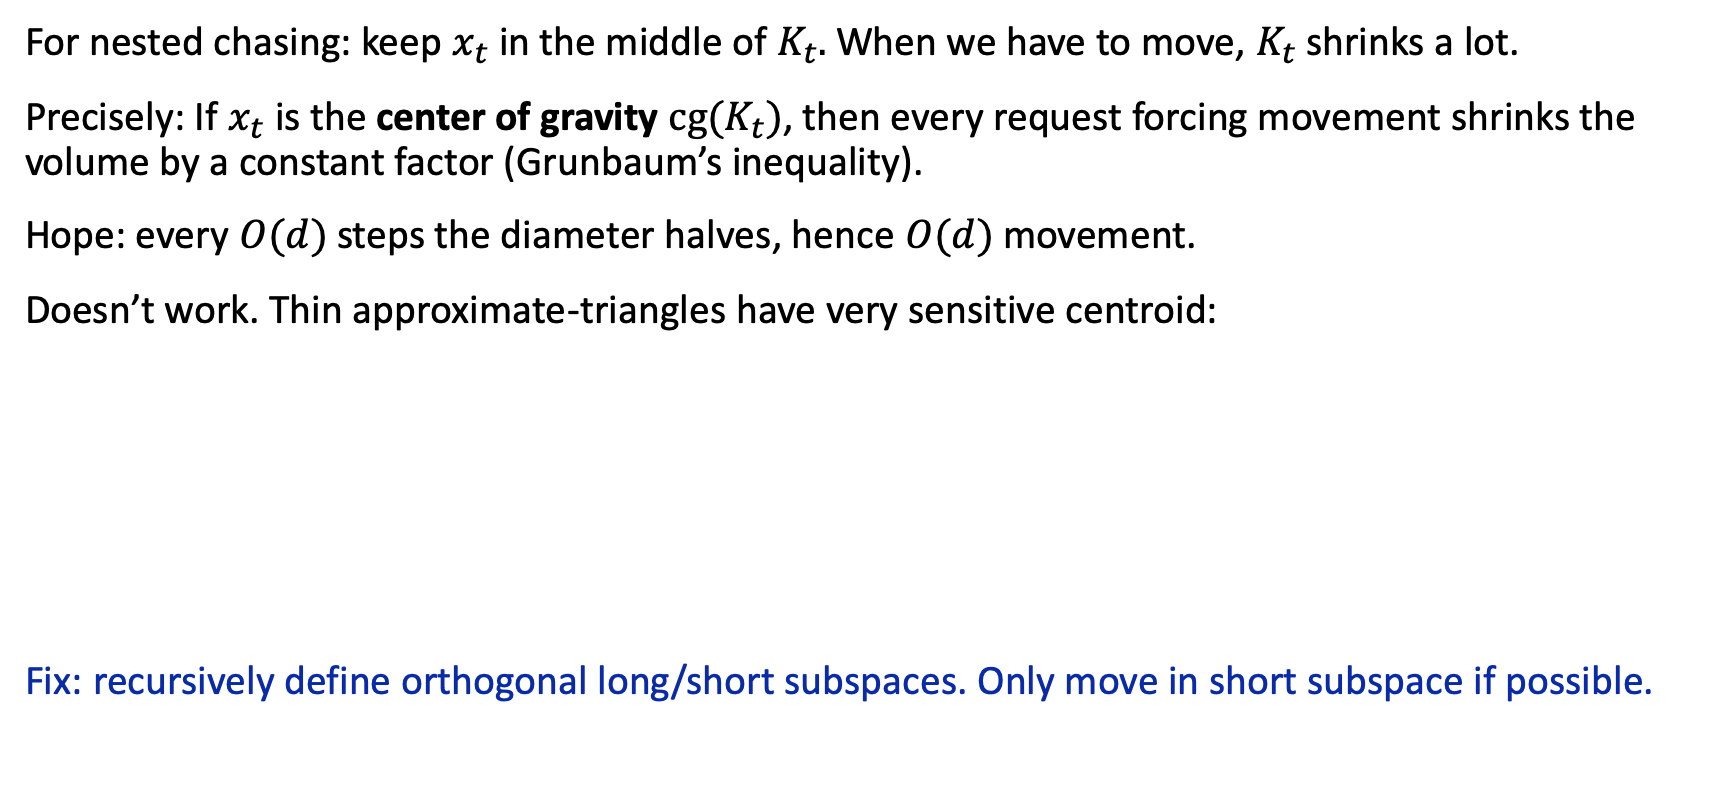 For nested chasing: keep xₜ in the middle of Kₜ. When we have to move, Kₜ shrinks a lot.
Precisely: If xₜ is the center of gravity cg(Kₜ), then every request forcing movement shrinks the
volume by a constant factor (Grunbaum’s inequality).
Hope: every O(d) steps the diameter halves, hence O(d) movement.
Doesn’t work. Thin approximate-triangles have very sensitive centroid:
Fix: recursively define orthogonal long/short subspaces. Only move in short subspace if possible.